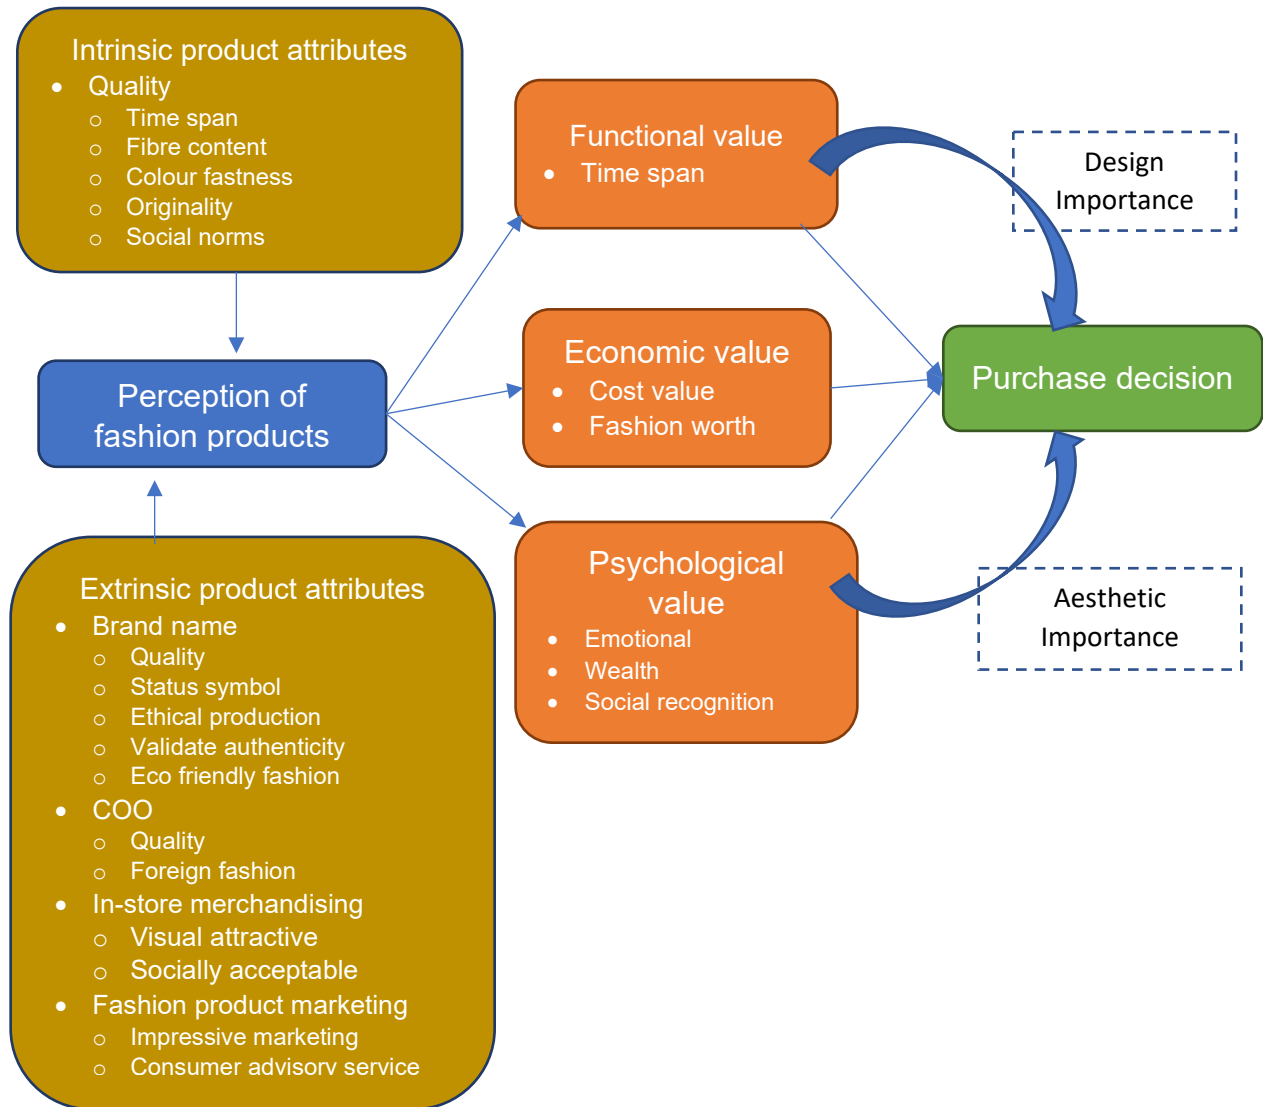 Intrinsic product attributes
• Quality
o Time span
o Fibre content
o Colour fastness
o Originality
o Social norms
Perception of
fashion products
Extrinsic product attributes
• Brand name
o Quality
o Status symbol
o Ethical production
o Validate authenticity
o Eco friendly fashion
• COO
o Quality
o Foreign fashion
• In-store merchandising
o Visual attractive
o Socially acceptable
• Fashion product marketing
o Impressive marketing
o Consumer advisory service
Functional value
• Time span
Economic value
• Cost value
• Fashion worth
Psychological
value
• Emotional
• Wealth
• Social recognition
Design
Importance
Purchase decision
Aesthetic
Importance